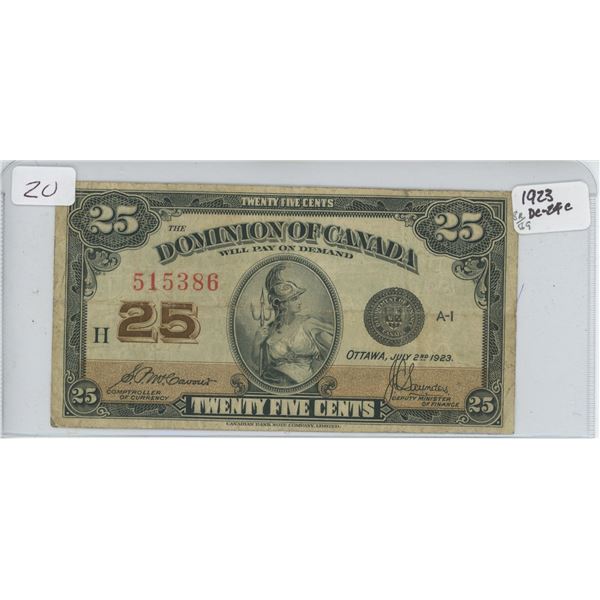 20
1923
DC-24c
TWENTY FIVE CENTS
25
25
THE
DOMINION OF CANADA
WILL PAY ON DEMAND
515386
H 25
A-1
OTTAWA, JULY 2ND 1923.
COMPTROLLER
OF CURRENCY
J.C. Saunders
DEPUTY MINISTER
OF FINANCE
25
TWENTY FIVE CENTS
25
CANADIAN BANK NOTE COMPANY, LIMITED.